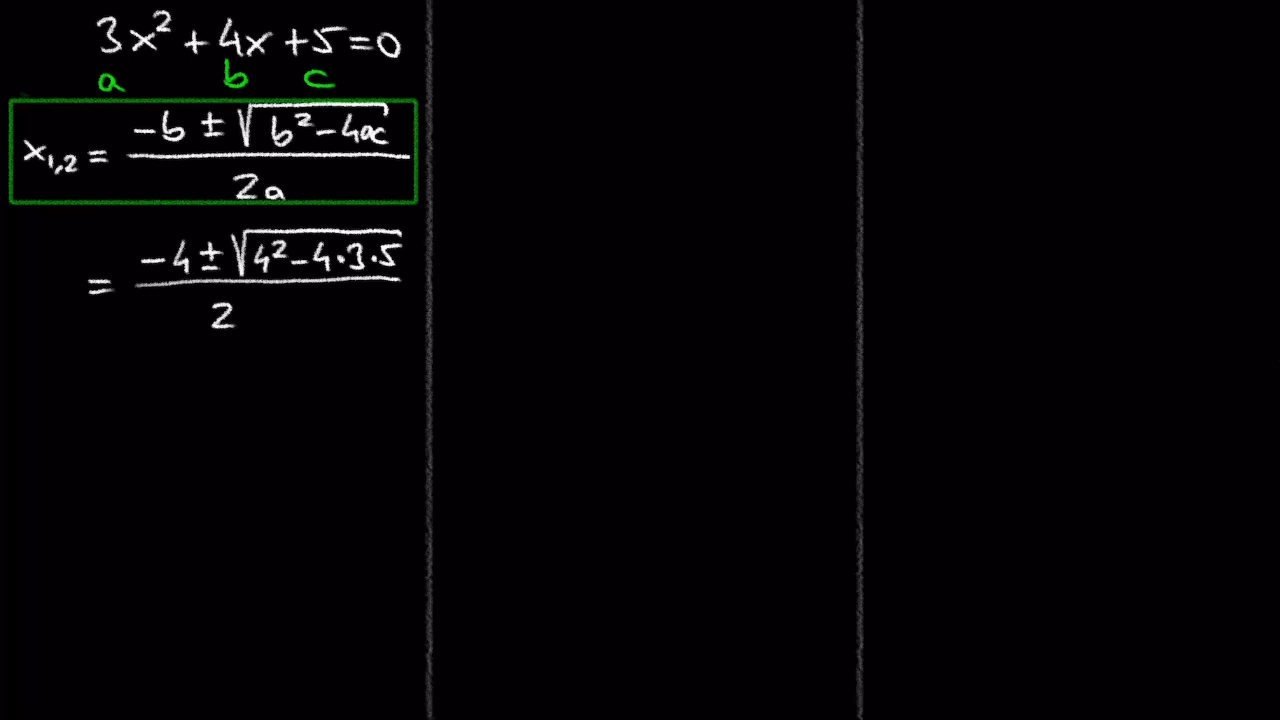 3x² + 4x + 5 = 0
a b c
x₁,₂ = (-b ± √(b² - 4ac)) / 2a
= (-4 ± √(4² - 4·3·5)) / 2